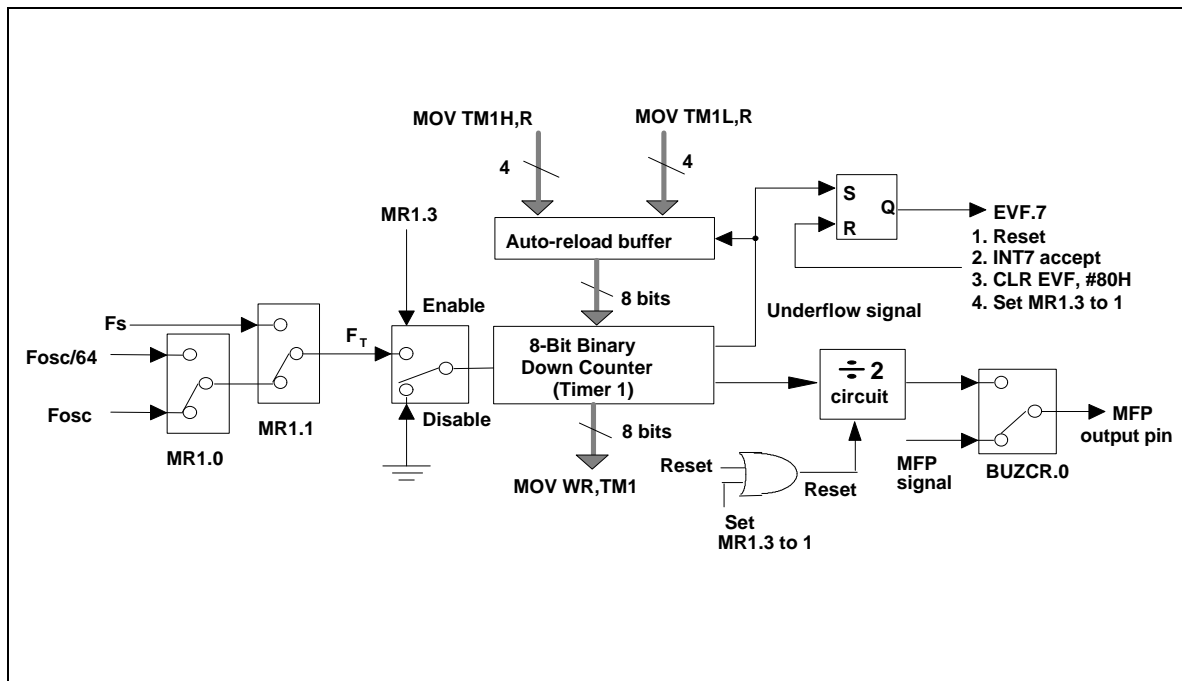 MOV TM1H,R
MOV TM1L,R
4
4
MR1.3
S
Q
R
EVF.7
1. Reset
2. INT7 accept
3. CLR EVF, #80H
4. Set MR1.3 to 1
Auto-reload buffer
8 bits
Enable
Underflow signal
Fs
Fosc/64
Fosc
FT
8-Bit Binary
Down Counter
(Timer 1)
Disable
MR1.1
MR1.0
÷ 2
circuit
8 bits
MOV WR,TM1
Reset
Reset
Set
MR1.3 to 1
MFP
signal
BUZCR.0
MFP
output pin